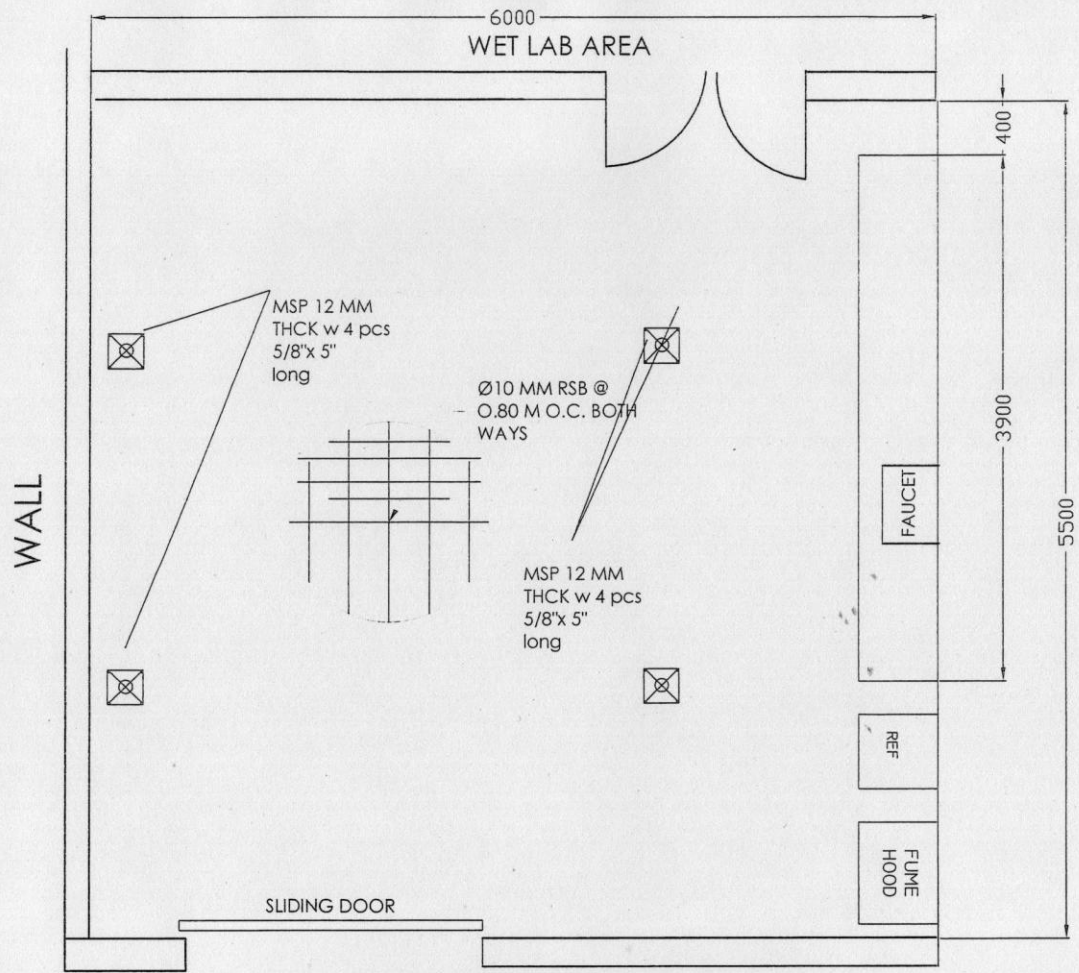 6000
WET LAB AREA
400
MSP 12 MM
THCK w 4 pcs
5/8"x 5"
long
Ø10 MM RSB @
O.80 M O.C. BOTH
WAYS
3900
WALL
FAUCET
5500
MSP 12 MM
THCK w 4 pcs
5/8"x 5"
long
REF
FUME
HOOD
SLIDING DOOR